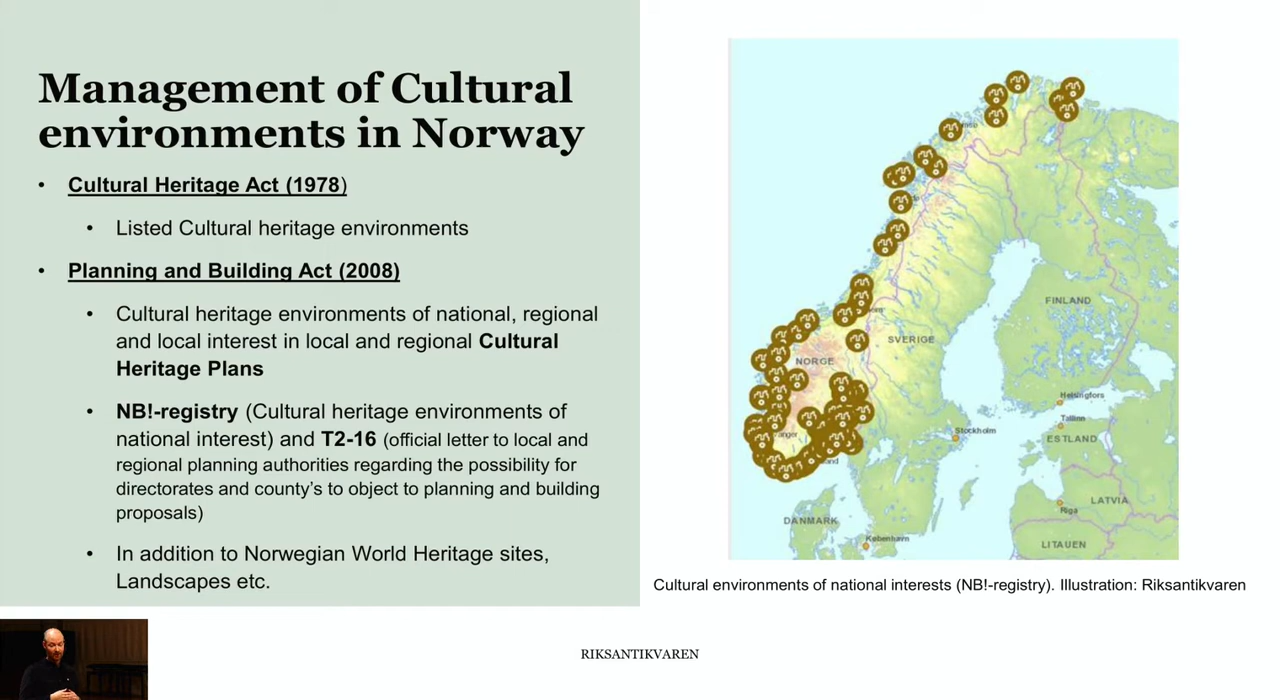 Management of Cultural
environments in Norway
• Cultural Heritage Act (1978)
• Listed Cultural heritage environments
• Planning and Building Act (2008)
• Cultural heritage environments of national, regional
and local interest in local and regional Cultural
Heritage Plans
• NB!-registry (Cultural heritage environments of
national interest) and T2-16 (official letter to local and
regional planning authorities regarding the possibility for
directorates and county's to object to planning and building
proposals)
• In addition to Norwegian World Heritage sites,
Landscapes etc.
FINLAND
SVERIGE
NORGE
Helsingfors
Tallinn
Stockholm
ESTLAND
LATVIA
Riga
DANMARK
København
LITAUEN
Cultural environments of national interests (NB!-registry). Illustration: Riksantikvaren
RIKSANTIKVAREN